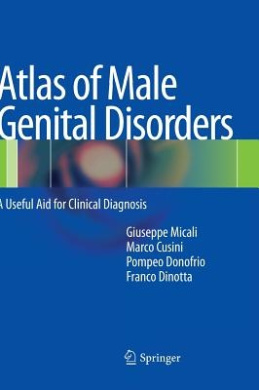 Atlas of Male
Genital Disorders
A Useful Aid for Clinical Diagnosis
Giuseppe Micali
Marco Cusini
Pompeo Donofrio
Franco Dinotta
Springer